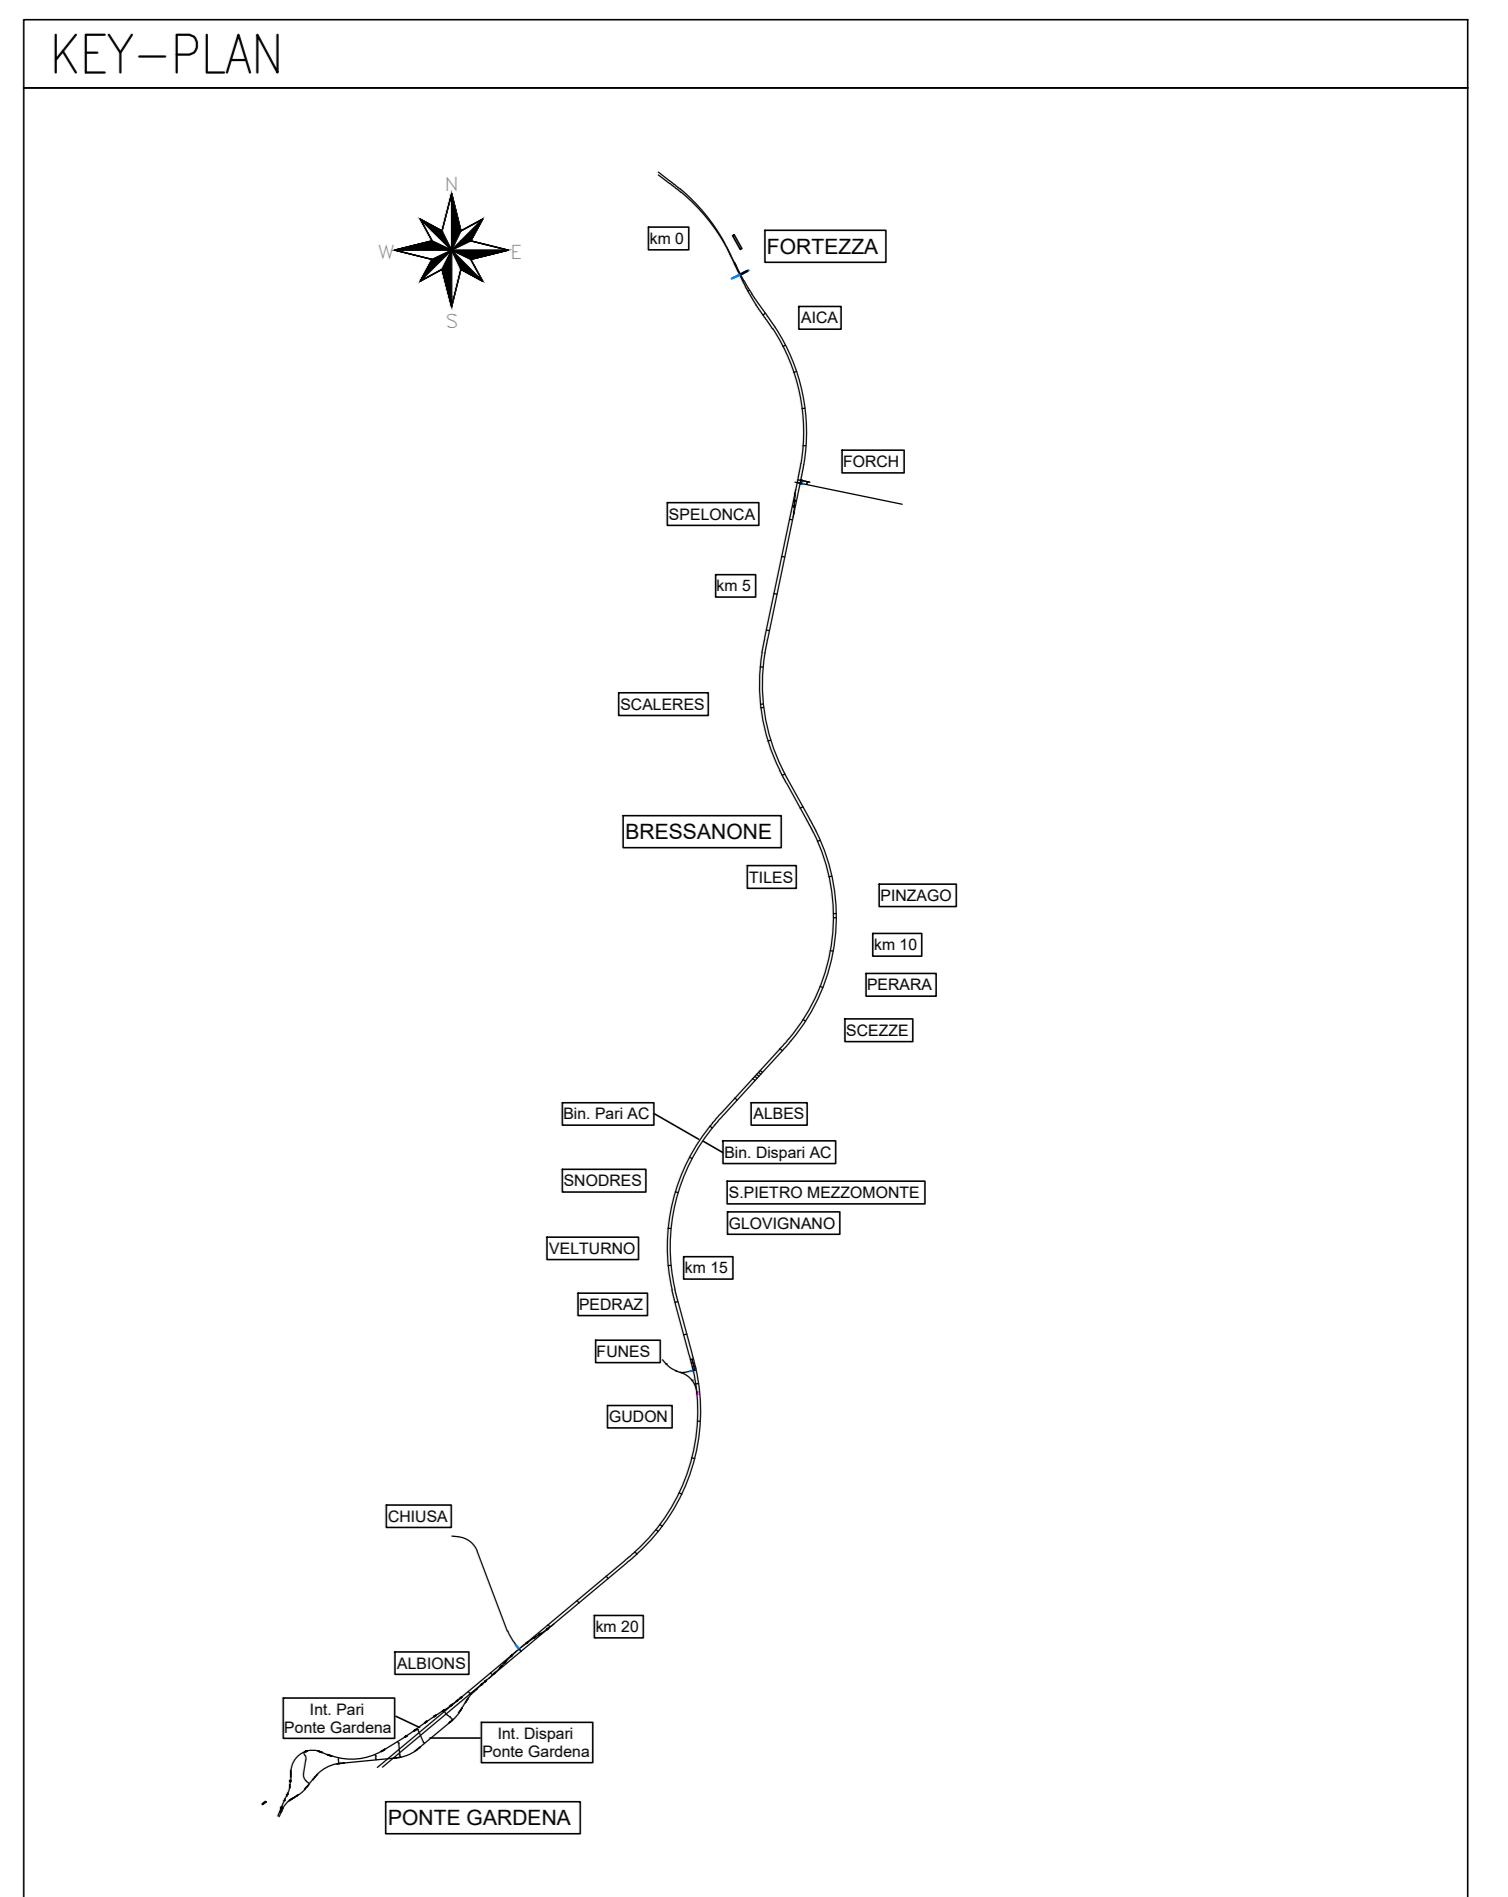 KEY-PLAN
N
W
E
S
km 0
FORTEZZA
AICA
FORCH
SPELONCA
km 5
SCALERES
BRESSANONE
TILES
PINZAGO
km 10
PERARA
SCEZZE
Bin. Pari AC
ALBES
Bin. Dispari AC
SNODRES
S.PIETRO MEZZOMONTE
GLOVIGNANO
VELTURNO
km 15
PEDRAZ
FUNES
GUDON
CHIUSA
km 20
ALBIONS
Int. Pari
Ponte Gardena
Int. Dispari
Ponte Gardena
PONTE GARDENA